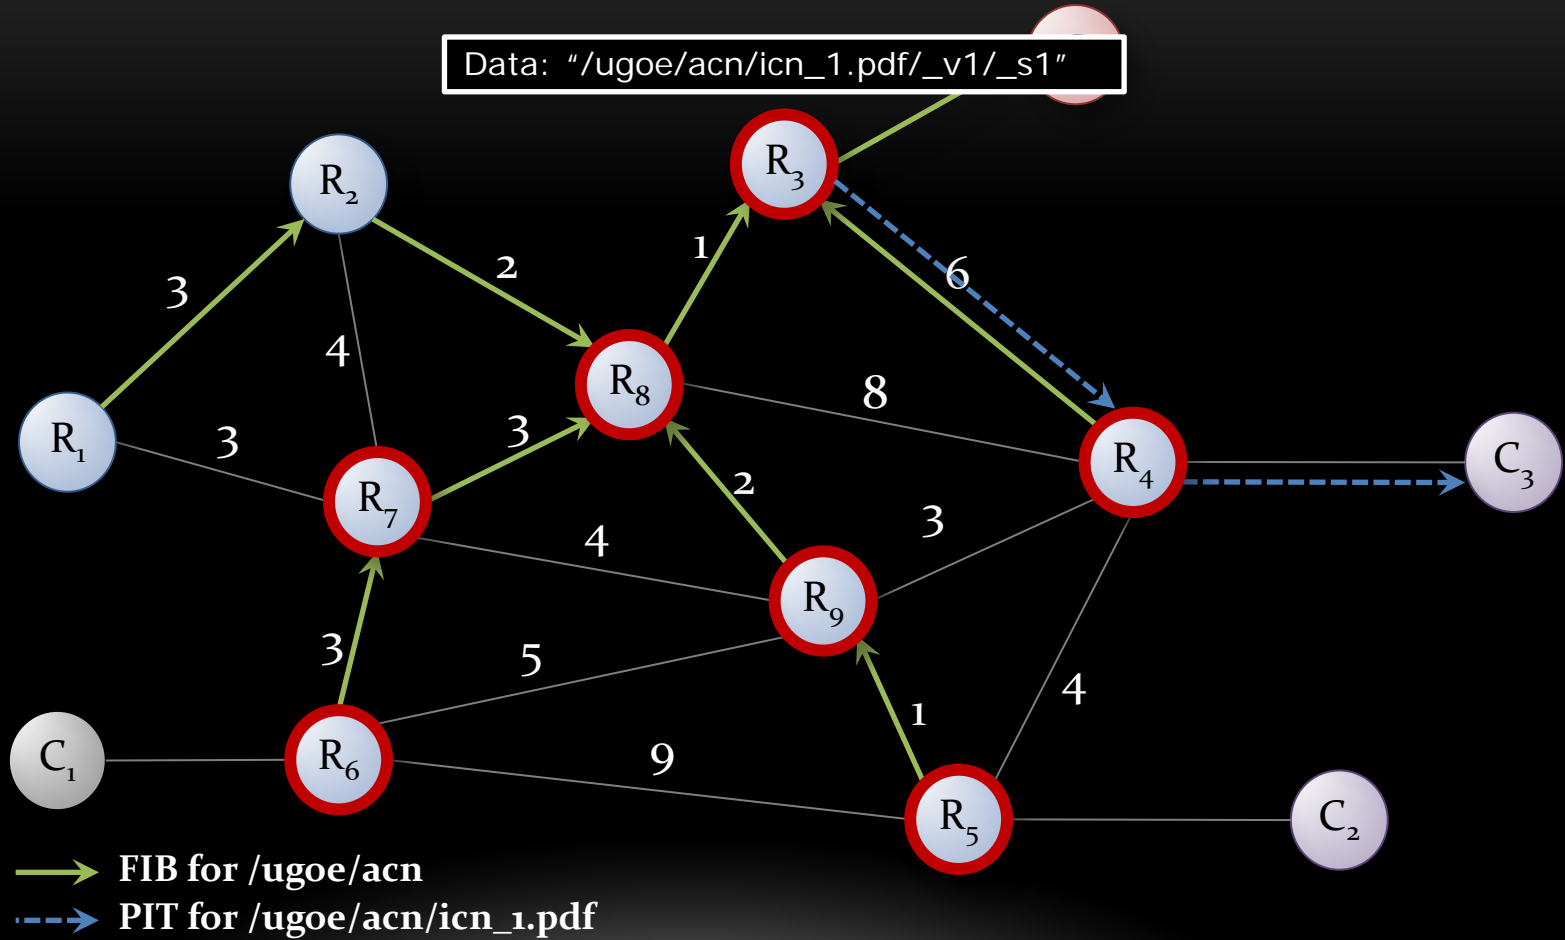 Data: “/ugoe/acn/icn_1.pdf/_v1/_s1”
R3
R2
1
2
6
3
4
R8
8
R1
3
3
R4
C3
R7
2
3
4
R9
3
5
4
1
C1
R6
9
R5
C2
FIB for /ugoe/acn
PIT for /ugoe/acn/icn_1.pdf